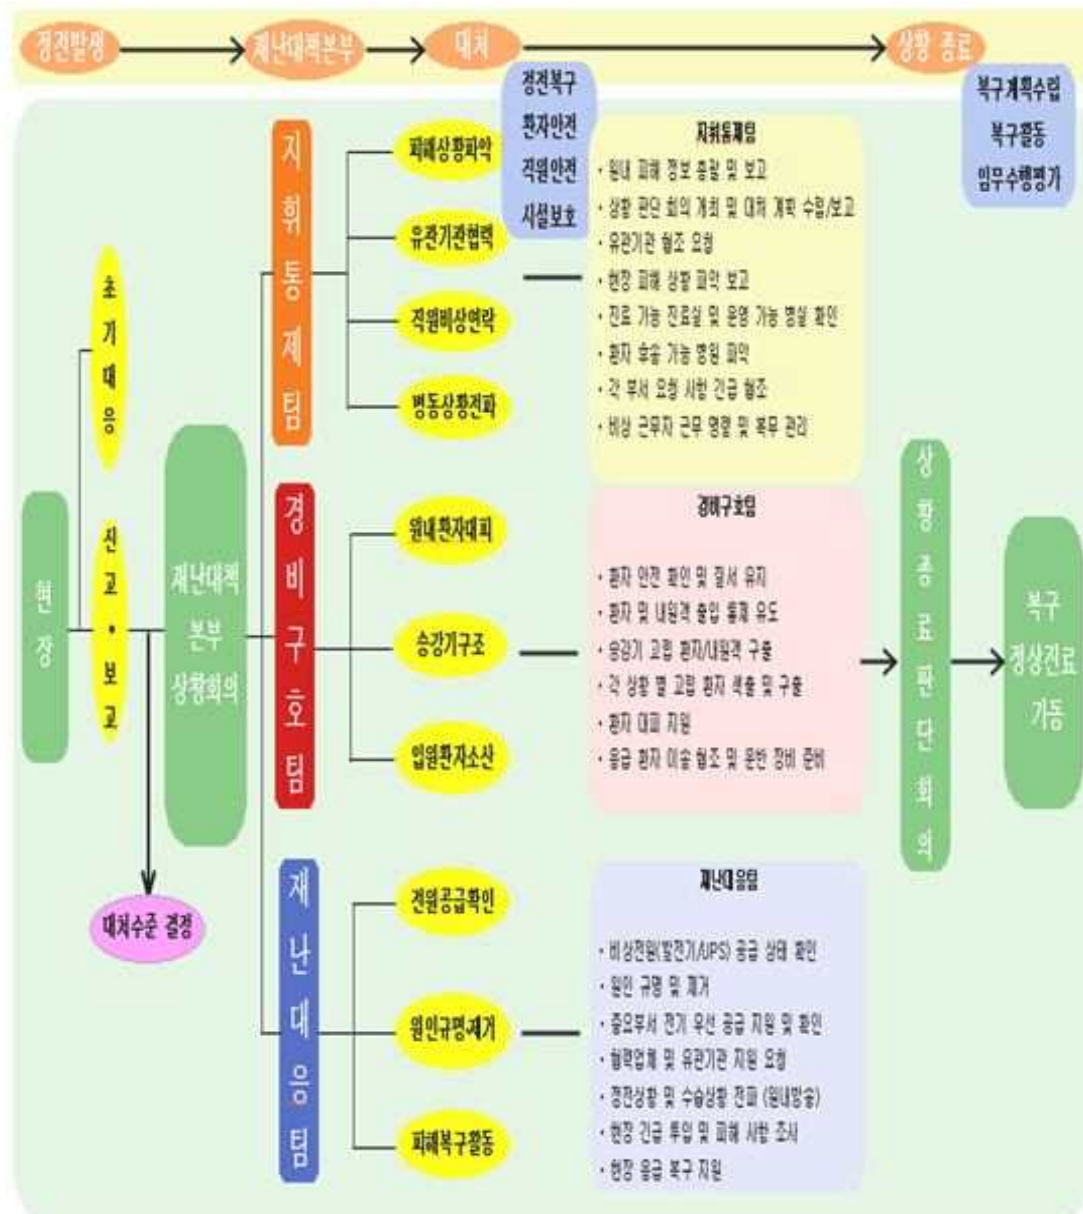 정전발생
재난대책본부
대처
상황 종료
정전복구
환자안전
직원안전
시설보호
복구계획수립
복구활동
임무수행평가
현장
초기대응
신고·보고
대처수준 결정
재난대책
본부
상황회의
지휘통제팀
피해상황파악
유관기관협력
직원비상연락
병동상황전파
지휘통제팀
• 원내 피해 정보 총괄 및 보고
• 상황 판단 회의 개최 및 대처 계획 수립/보고
• 유관기관 협조 요청
• 현장 피해 상황 파악 보고
• 진료 가능 진료실 및 운영 가능 병실 확인
• 환자 후송 가능 병원 파악
• 각 부서 요청 사항 긴급 협조
• 비상 근무자 근무 명령 및 복무 관리
경비구호팀
원내환자대피
승강기구조
입원환자소산
경비구호팀
• 환자 안전 확인 및 질서 유지
• 환자 및 내원객 출입 통제 유도
• 승강기 고립 환자/내원객 구출
• 각 상황 별 고립 환자 색출 및 구출
• 환자 대피 지원
• 응급 환자 이송 협조 및 운반 장비 준비
재난대응팀
전원공급확인
원인규명·제거
피해복구활동
재난대응팀
• 비상전원(발전기/UPS) 공급 상태 확인
• 원인 규명 및 제거
• 중요부서 전기 우선 공급 지원 및 확인
• 협력업체 및 유관기관 지원 요청
• 정전상황 및 수습상황 전파 (원내방송)
• 현장 긴급 투입 및 피해 사항 조사
• 현장 응급 복구 지원
상황종료판단회의
복구
정상진료
가동